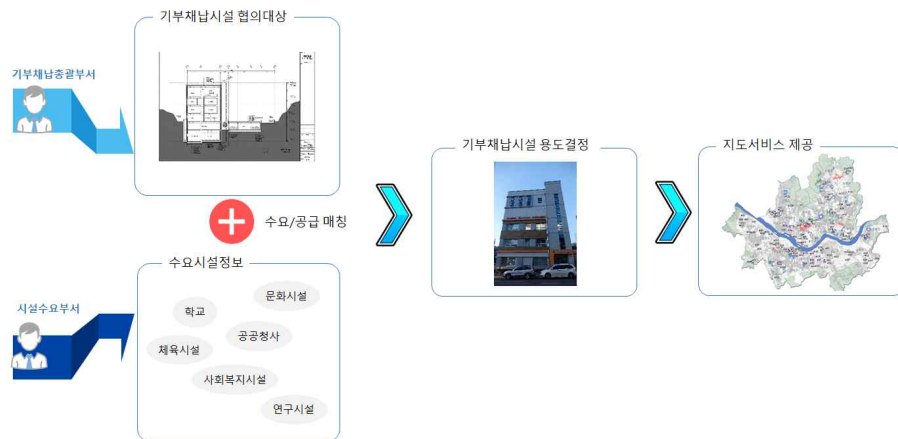 기부채납시설 협의대상
기부채납총괄부서
수요/공급 매칭
기부채납시설 용도결정
지도서비스 제공
수요시설정보
시설수요부서
문화시설
학교
공공청사
체육시설
사회복지시설
연구시설